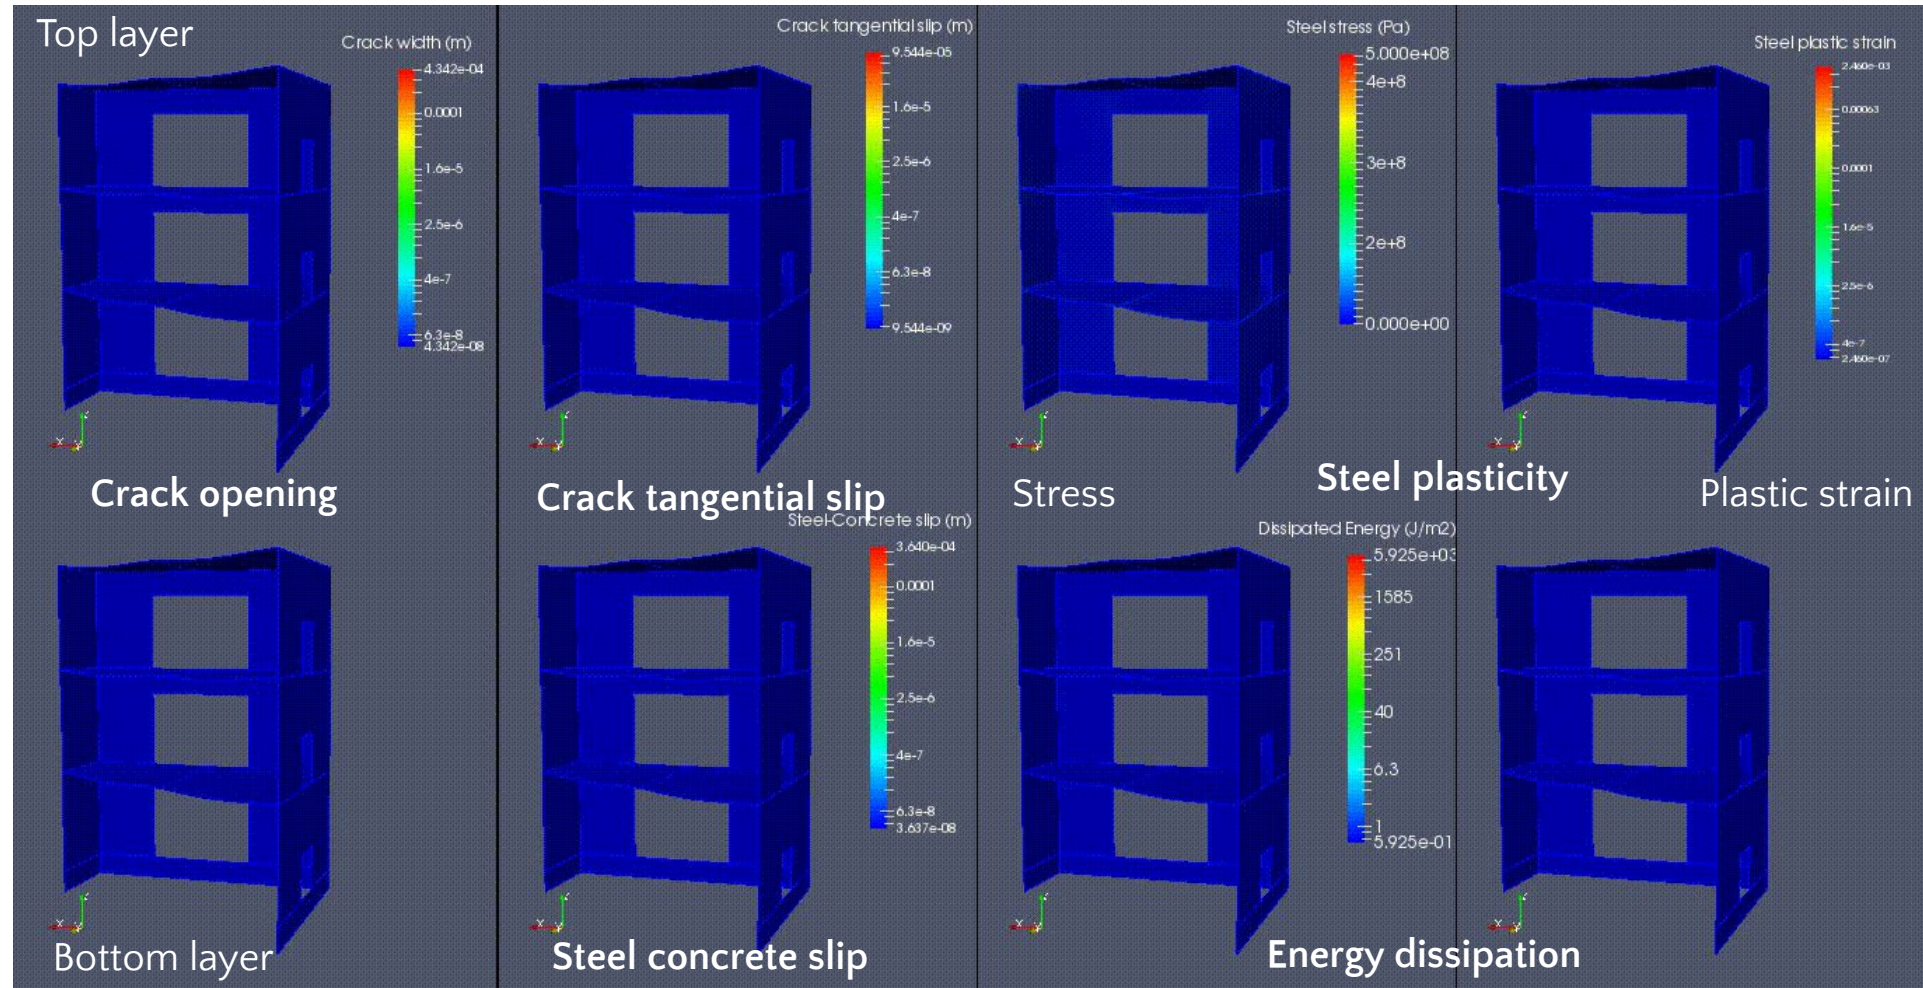 Top layer
Crack width (m)
4.342e-04
0.0001
1.6e-5
2.5e-6
4e-7
6.3e-8
4.342e-08
Crack opening
Crack tangential slip (m)
9.544e-05
1.6e-5
2.5e-6
4e-7
6.3e-8
9.544e-09
Crack tangential slip
Steel stress (Pa)
5.000e+08
4e+8
3e+8
2e+8
0.000e+00
Stress
Steel plasticity
Steel plastic strain
2.460e-03
0.00063
0.0001
1.6e-5
2.5e-6
4e-7
2.460e-07
Plastic strain
Bottom layer
Steel-Concrete slip (m)
3.640e-04
0.0001
1.6e-5
2.5e-6
4e-7
6.3e-8
3.637e-08
Steel concrete slip
Dissipated Energy (J/m2)
5.925e+03
1585
251
40
6.3
1
5.925e-01
Energy dissipation